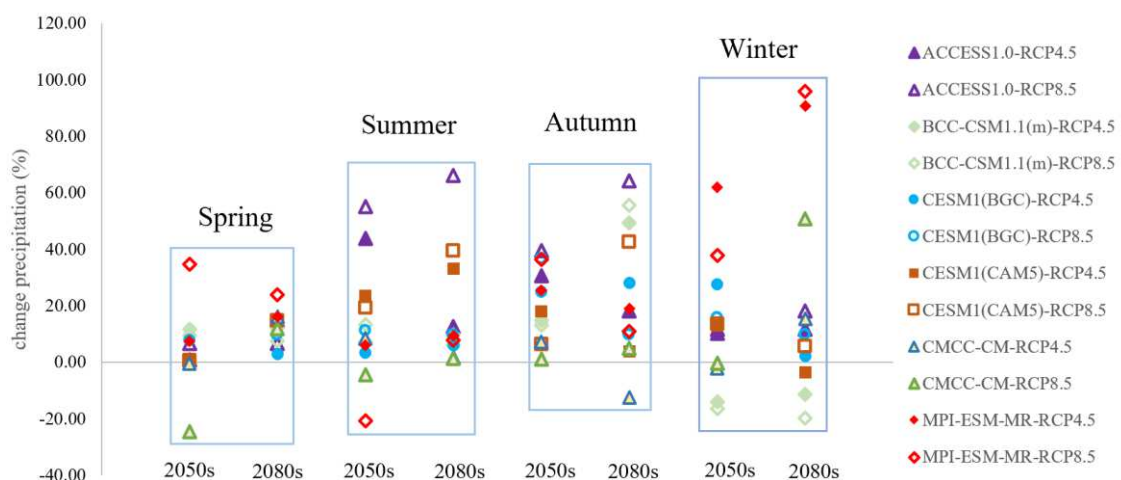 120.00
100.00
80.00
60.00
40.00
20.00
0.00
-20.00
-40.00
change precipitation (%)
Spring
Summer
Autumn
Winter
2050s 2080s 2050s 2080s 2050s 2080s 2050s 2080s
ACCESS1.0-RCP4.5
ACCESS1.0-RCP8.5
BCC-CSM1.1(m)-RCP4.5
BCC-CSM1.1(m)-RCP8.5
CESM1(BGC)-RCP4.5
CESM1(BGC)-RCP8.5
CESM1(CAM5)-RCP4.5
CESM1(CAM5)-RCP8.5
CMCC-CM-RCP4.5
CMCC-CM-RCP8.5
MPI-ESM-MR-RCP4.5
MPI-ESM-MR-RCP8.5